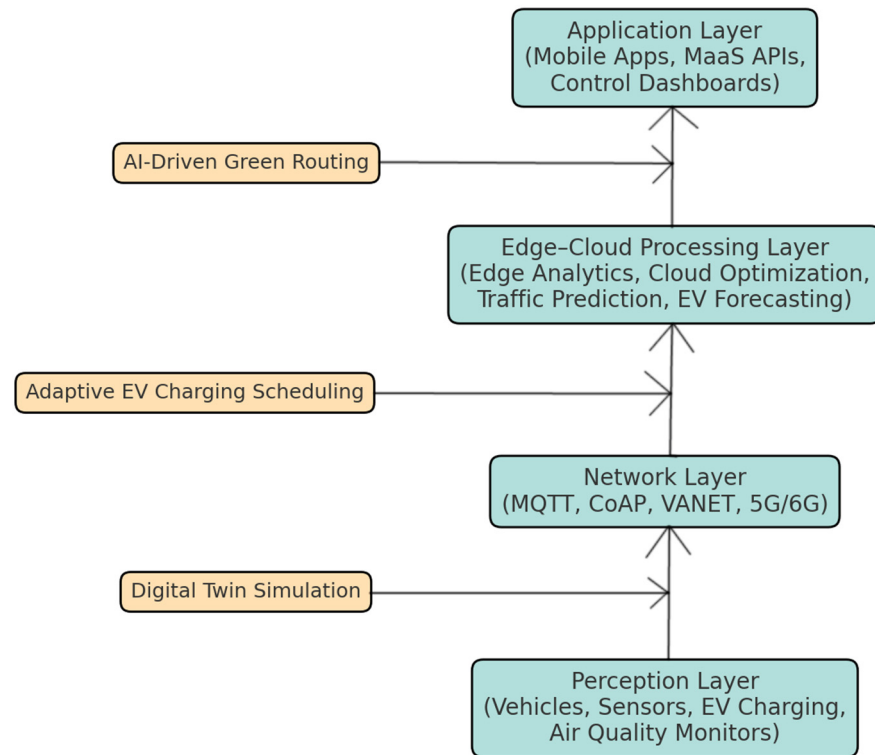 Application Layer
(Mobile Apps, MaaS APIs,
Control Dashboards)
AI-Driven Green Routing
Edge–Cloud Processing Layer
(Edge Analytics, Cloud Optimization,
Traffic Prediction, EV Forecasting)
Adaptive EV Charging Scheduling
Network Layer
(MQTT, CoAP, VANET, 5G/6G)
Digital Twin Simulation
Perception Layer
(Vehicles, Sensors, EV Charging,
Air Quality Monitors)